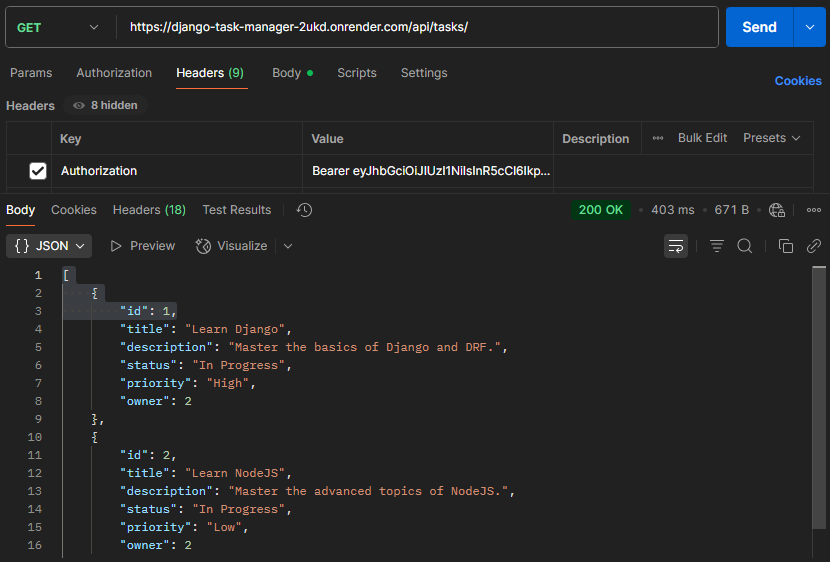 GET https://django-task-manager-2ukd.onrender.com/api/tasks/ Send
Params Authorization Headers (9) Body Scripts Settings Cookies
Headers 8 hidden
Key Value Description Bulk Edit Presets
Authorization Bearer eyJhbGciOiJIUzI1NiIsInR5cCI6Ikp...
Body Cookies Headers (18) Test Results 200 OK 403 ms 671 B
{} JSON Preview Visualize
1 [
2 {
3 "id": 1,
4 "title": "Learn Django",
5 "description": "Master the basics of Django and DRF.",
6 "status": "In Progress",
7 "priority": "High",
8 "owner": 2
9 },
10 {
11 "id": 2,
12 "title": "Learn NodeJS",
13 "description": "Master the advanced topics of NodeJS.",
14 "status": "In Progress",
15 "priority": "Low",
16 "owner": 2